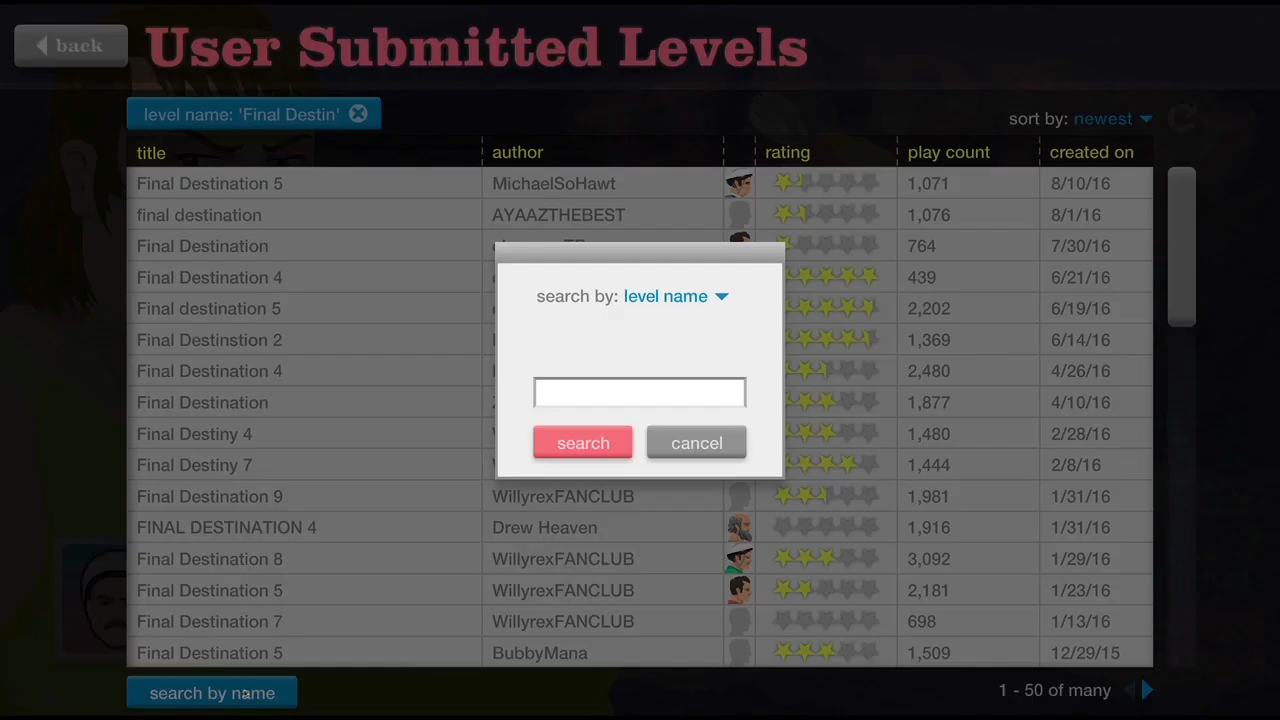 back
User Submitted Levels
level name: 'Final Destin'
sort by: newest
title author rating play count created on
Final Destination 5 MichaelSoHawt 1,071 8/10/16
final destination AYAAZTHEBEST 1,076 8/1/16
Final Destination 764 7/30/16
Final Destination 4 439 6/21/16
Final destination 5 2,202 6/19/16
Final Destinstion 2 1,369 6/14/16
Final Destination 4 2,480 4/26/16
Final Destination 1,877 4/10/16
Final Destiny 4 1,480 2/28/16
Final Destiny 7 1,444 2/8/16
Final Destination 9 WillyrexFANCLUB 1,981 1/31/16
FINAL DESTINATION 4 Drew Heaven 1,916 1/31/16
Final Destination 8 WillyrexFANCLUB 3,092 1/29/16
Final Destination 5 WillyrexFANCLUB 2,181 1/23/16
Final Destination 7 WillyrexFANCLUB 698 1/13/16
Final Destination 5 BubbyMana 1,509 12/29/15
search by: level name
search cancel
search by name
1 - 50 of many